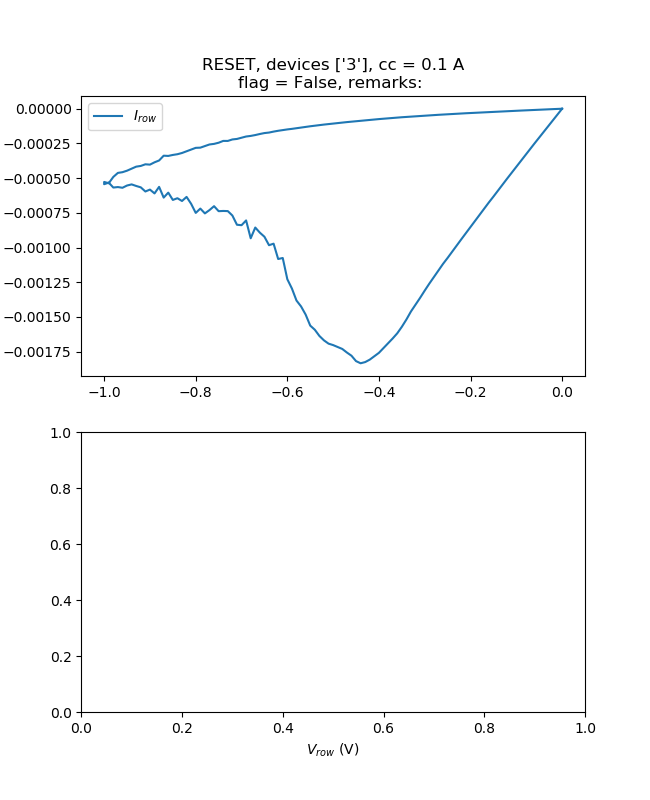 RESET, devices ['3'], cc = 0.1 A
flag = False, remarks:
I_row
0.00000
−0.00025
−0.00050
−0.00075
−0.00100
−0.00125
−0.00150
−0.00175
−1.0 −0.8 −0.6 −0.4 −0.2 0.0
1.0
0.8
0.6
0.4
0.2
0.0
0.0 0.2 0.4 0.6 0.8 1.0
V_row (V)